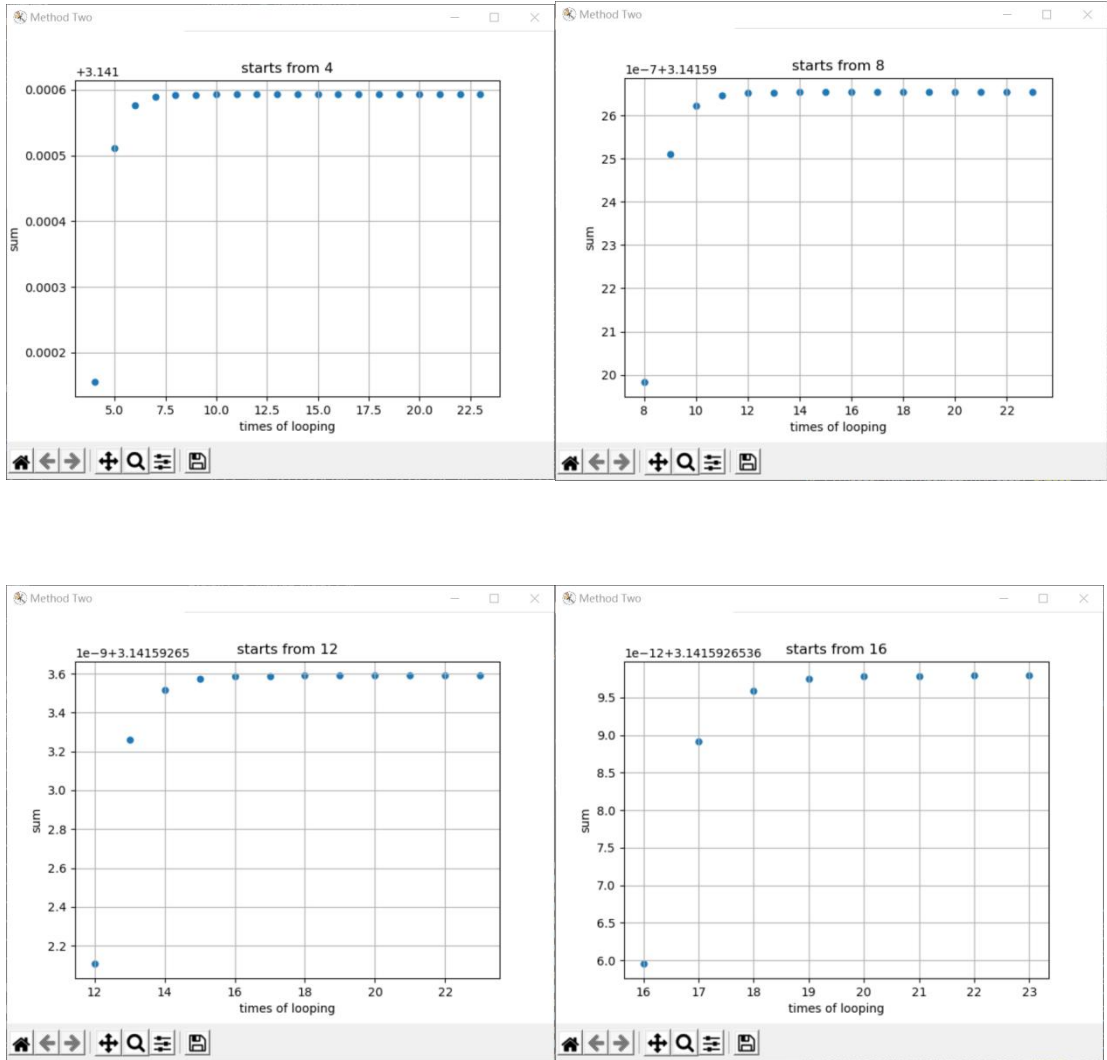 Method Two
starts from 4
+3.141
0.0006
0.0005
0.0004
0.0003
0.0002
sum
5.0 7.5 10.0 12.5 15.0 17.5 20.0 22.5
times of looping
Method Two
starts from 8
1e-7+3.14159
26
25
24
23
22
21
20
sum
8 10 12 14 16 18 20 22
times of looping
Method Two
starts from 12
1e-9+3.14159265
3.6
3.4
3.2
3.0
2.8
2.6
2.4
2.2
sum
12 14 16 18 20 22
times of looping
Method Two
starts from 16
1e-12+3.1415926536
9.5
9.0
8.5
8.0
7.5
7.0
6.5
6.0
sum
16 17 18 19 20 21 22 23
times of looping